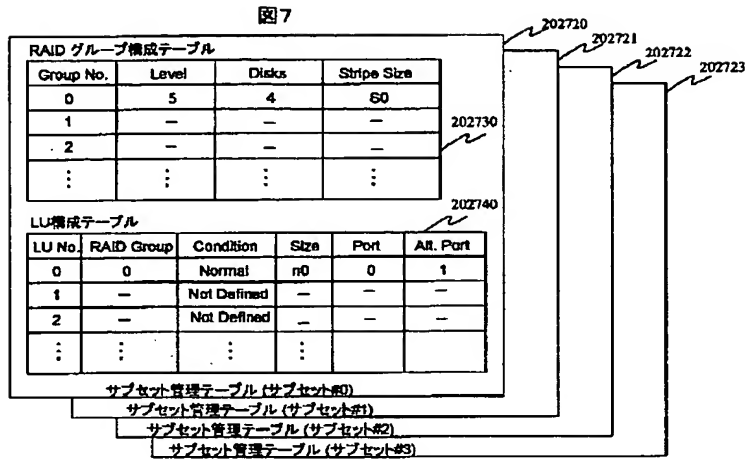 図7
202720
202721
202722
202723
RAID グループ構成テーブル
Group No. Level Disks Stripe Size
0 5 4 S0
1 — — —
2 — — —
⋮ ⋮ ⋮ ⋮
202730
LU構成テーブル
202740
LU No. RAID Group Condition Size Port Alt. Port
0 0 Normal n0 0 1
1 — Not Defined — — —
2 — Not Defined — — —
⋮ ⋮ ⋮ ⋮
サブセット管理テーブル (サブセット#0)
サブセット管理テーブル (サブセット#1)
サブセット管理テーブル (サブセット#2)
サブセット管理テーブル (サブセット#3)